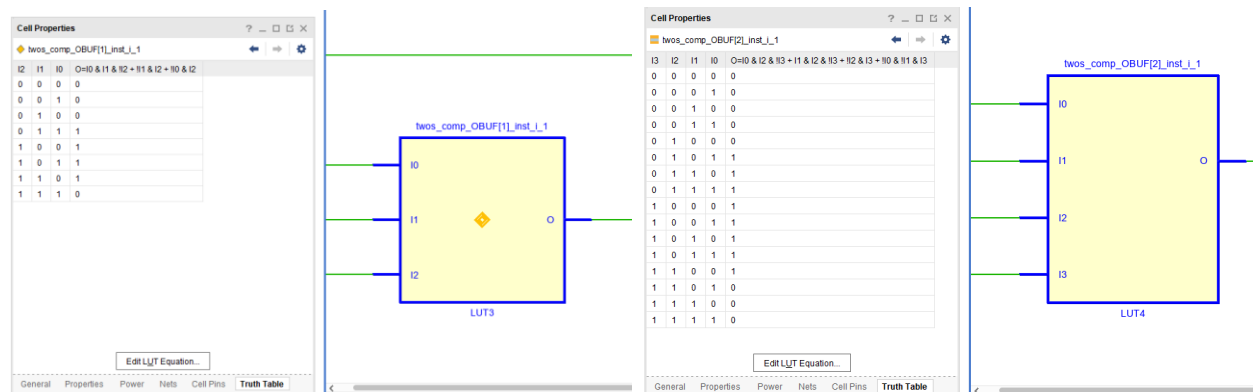 Cell Properties
twos_comp_OBUF[1]_inst_i_1
I2 I1 I0 O=I0 & I1 & !I2 + !I1 & I2 + !I0 & I2
0 0 0 0
0 0 1 0
0 1 0 0
0 1 1 1
1 0 0 1
1 0 1 1
1 1 0 1
1 1 1 0
Edit LUT Equation...
General Properties Power Nets Cell Pins Truth Table
twos_comp_OBUF[1]_inst_i_1
I0
I1
O
I2
LUT3
Cell Properties
twos_comp_OBUF[2]_inst_i_1
I3 I2 I1 I0 O=I0 & I2 & !I3 + I1 & I2 & !I3 + !I2 & I3 + !I0 & !I1 & I3
0 0 0 0 0
0 0 0 1 0
0 0 1 0 0
0 0 1 1 0
0 1 0 0 0
0 1 0 1 1
0 1 1 0 1
0 1 1 1 1
1 0 0 0 1
1 0 0 1 1
1 0 1 0 1
1 0 1 1 1
1 1 0 0 1
1 1 0 1 0
1 1 1 0 0
1 1 1 1 0
Edit LUT Equation...
General Properties Power Nets Cell Pins Truth Table
twos_comp_OBUF[2]_inst_i_1
I0
I1
O
I2
I3
LUT4